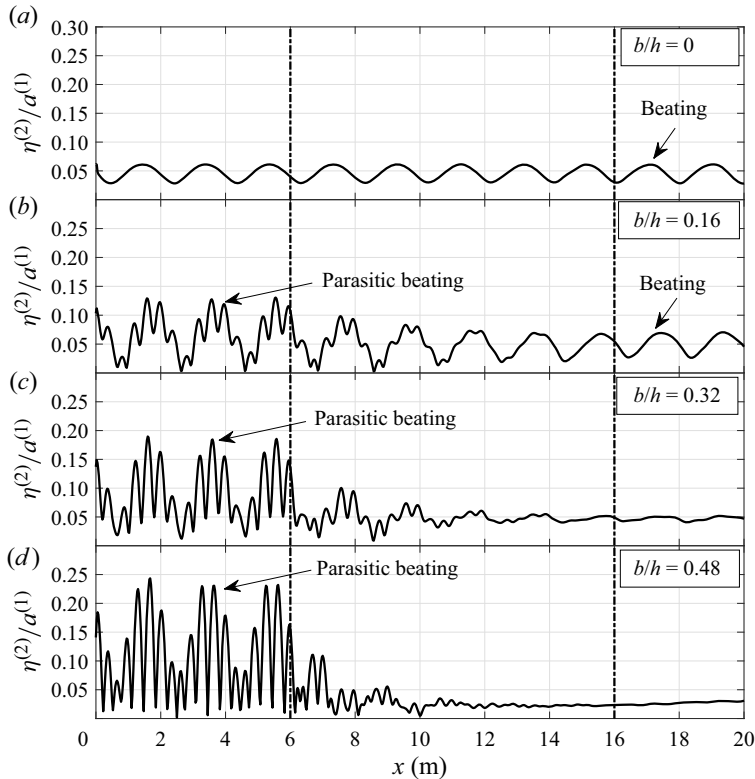 (a)
0.30
0.25
0.20
0.15
0.10
0.05
η(2)/a(1)
b/h = 0
Beating
(b)
0.25
0.20
0.15
0.10
0.05
η(2)/a(1)
b/h = 0.16
Parasitic beating
Beating
(c)
0.25
0.20
0.15
0.10
0.05
η(2)/a(1)
b/h = 0.32
Parasitic beating
(d)
0.25
0.20
0.15
0.10
0.05
η(2)/a(1)
b/h = 0.48
Parasitic beating
0 2 4 6 8 10 12 14 16 18 20
x (m)